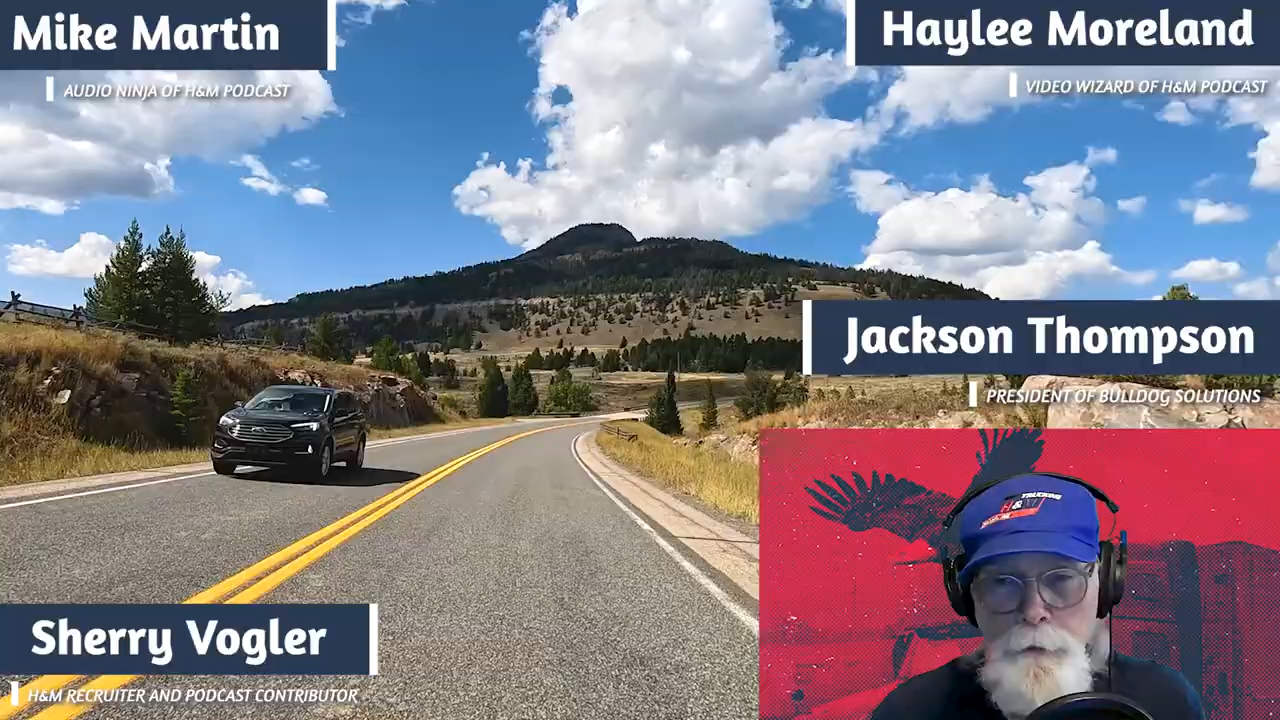 Mike Martin
AUDIO NINJA OF H&M PODCAST
Haylee Moreland
VIDEO WIZARD OF H&M PODCAST
Jackson Thompson
PRESIDENT OF BULLDOG SOLUTIONS
TRUCKING
H&M
Sherry Vogler
H&M RECRUITER AND PODCAST CONTRIBUTOR